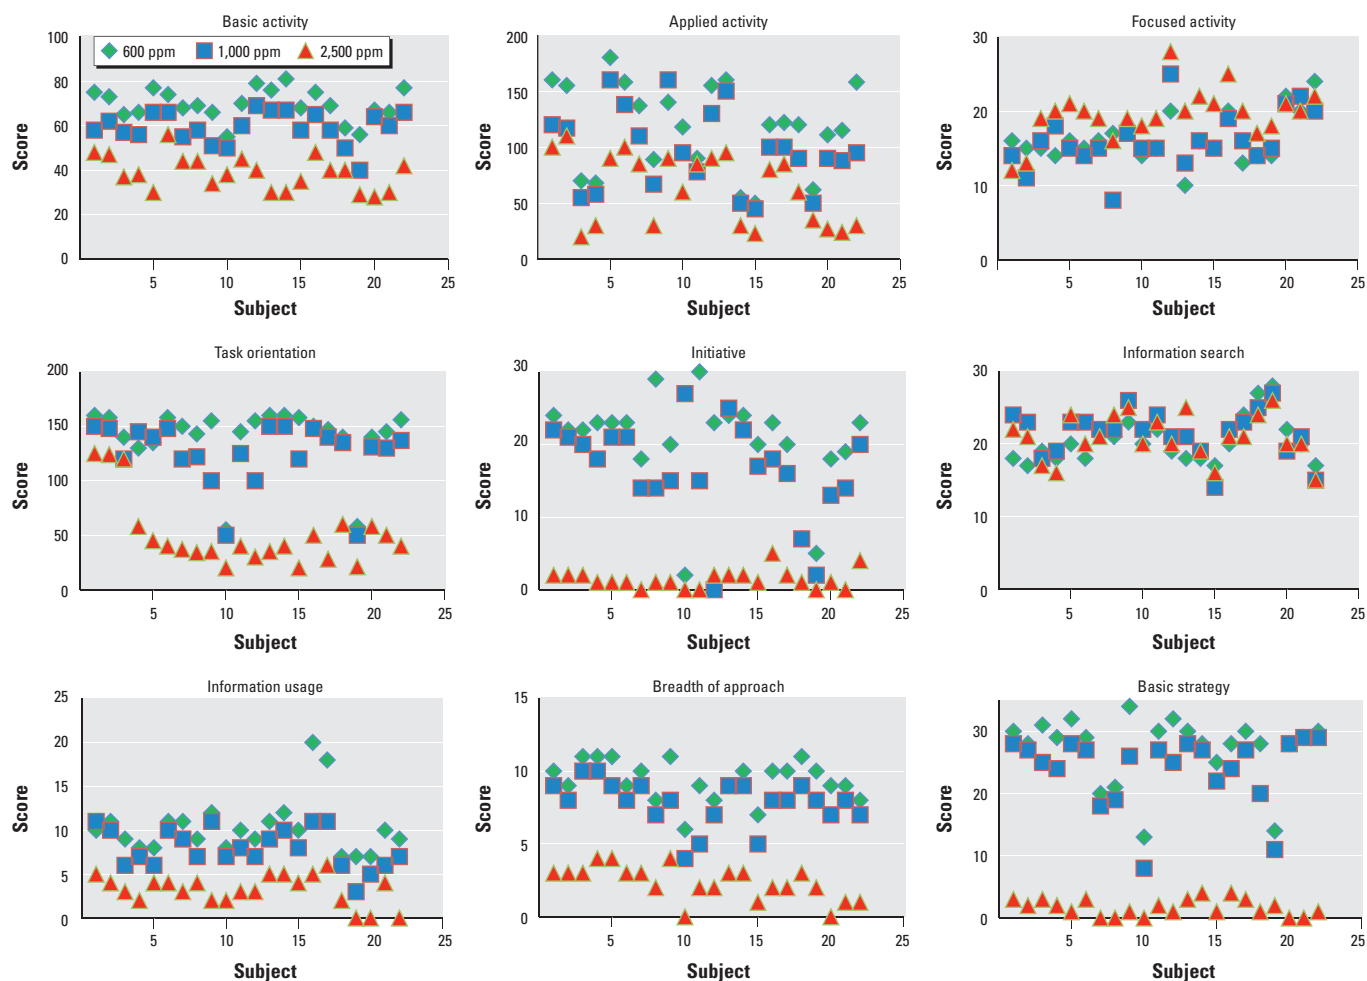 Basic activity
100
80
60
40
20
0
Score
600 ppm
1,000 ppm
2,500 ppm
5
10
15
20
25
Subject
Applied activity
200
150
100
50
0
Score
5
10
15
20
25
Subject
Focused activity
30
20
10
0
Score
5
10
15
20
25
Subject
Task orientation
200
150
100
50
0
Score
5
10
15
20
25
Subject
Initiative
30
20
10
0
Score
5
10
15
20
25
Subject
Information search
30
20
10
0
Score
5
10
15
20
25
Subject
Information usage
25
20
15
10
5
0
Score
5
10
15
20
25
Subject
Breadth of approach
15
10
5
0
Score
5
10
15
20
25
Subject
Basic strategy
30
20
10
0
Score
5
10
15
20
25
Subject